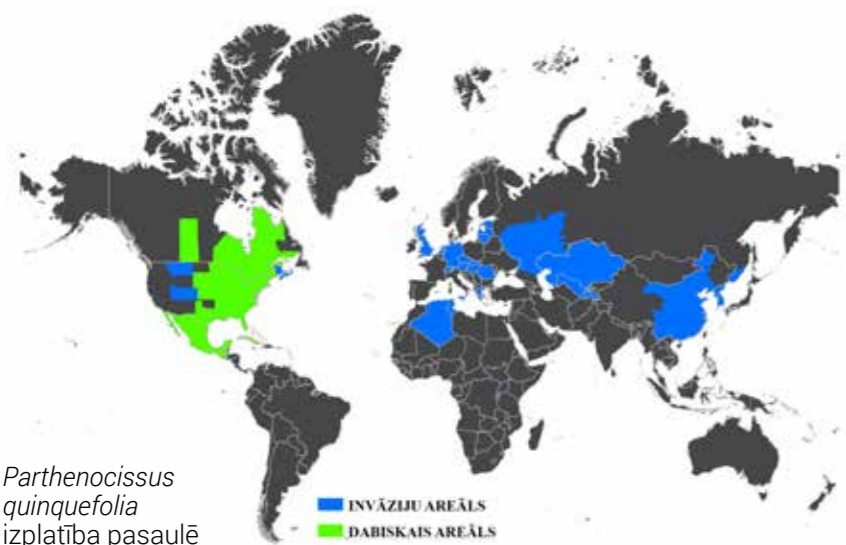 Parthenocissus
quinquefolia
izplatība pasaulē
INVĀZIJU AREĀLS
DABISKAIS AREĀLS